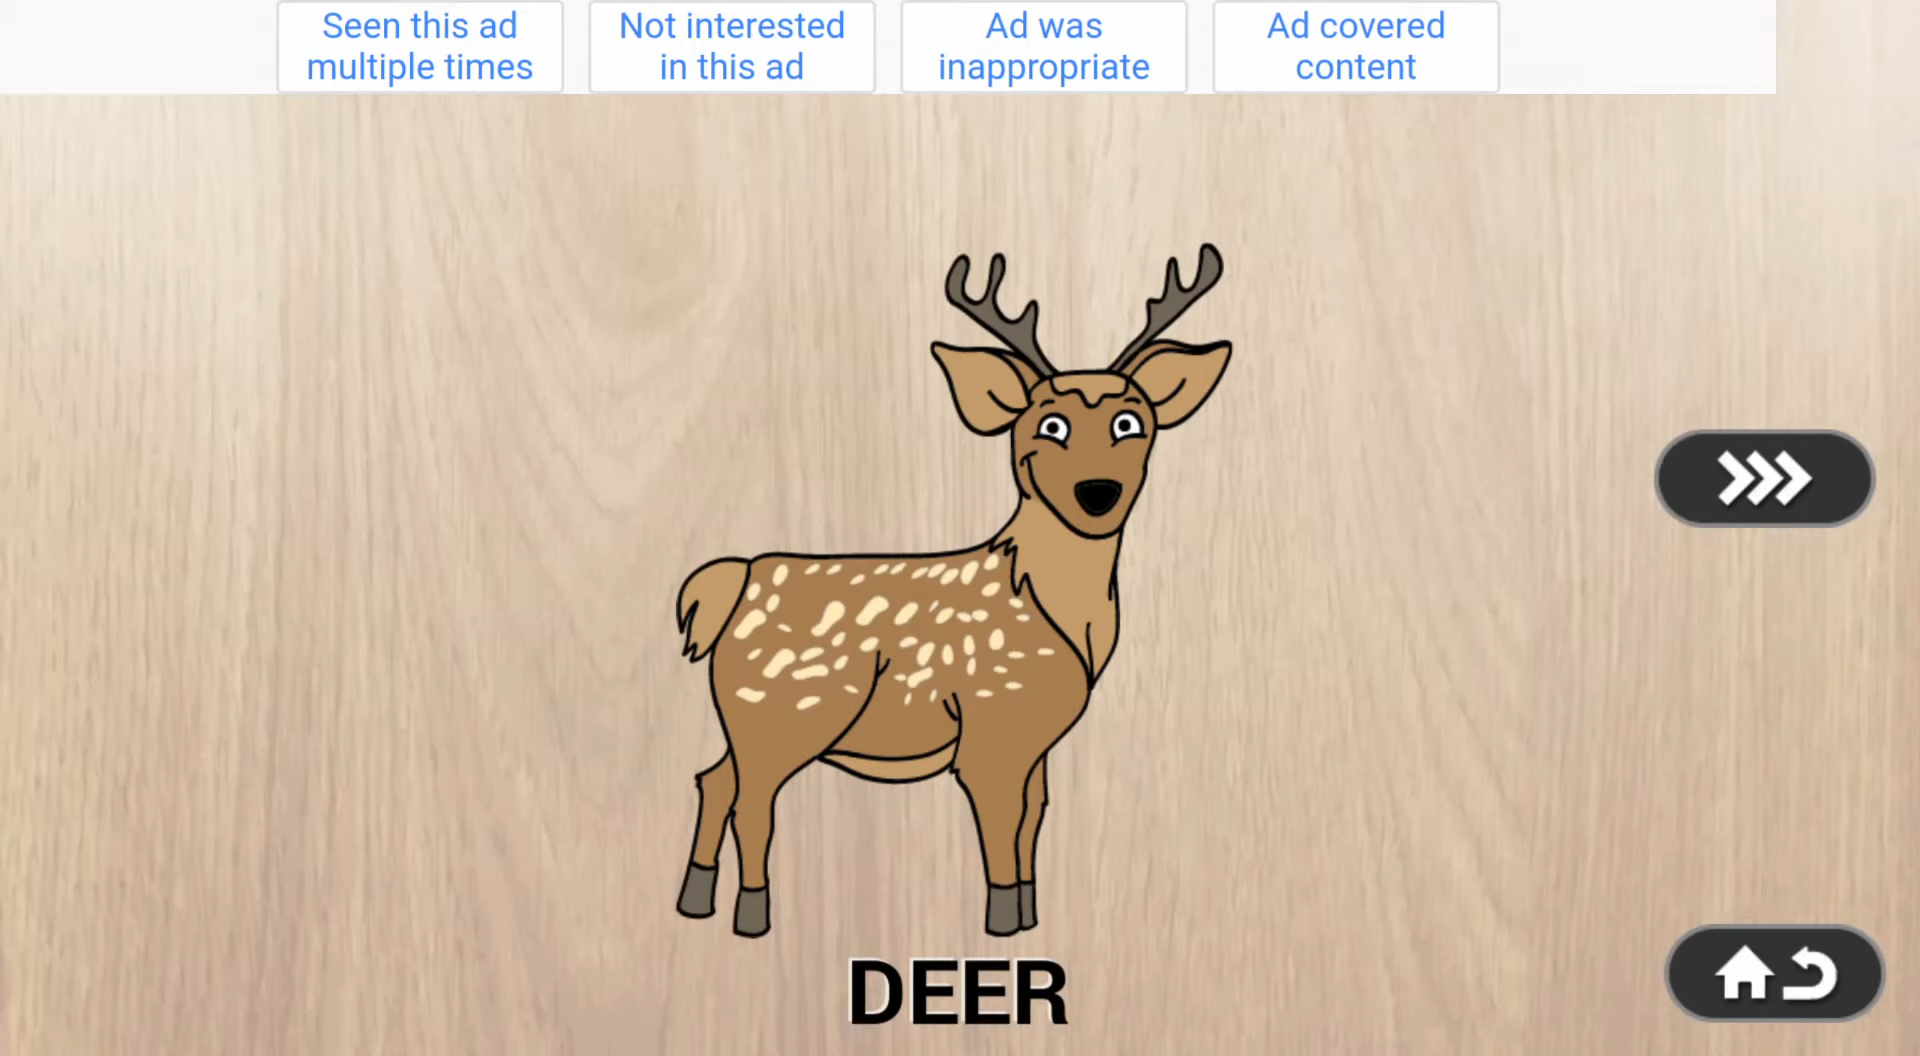 Seen this ad
multiple times
Not interested
in this ad
Ad was
inappropriate
Ad covered
content
DEER